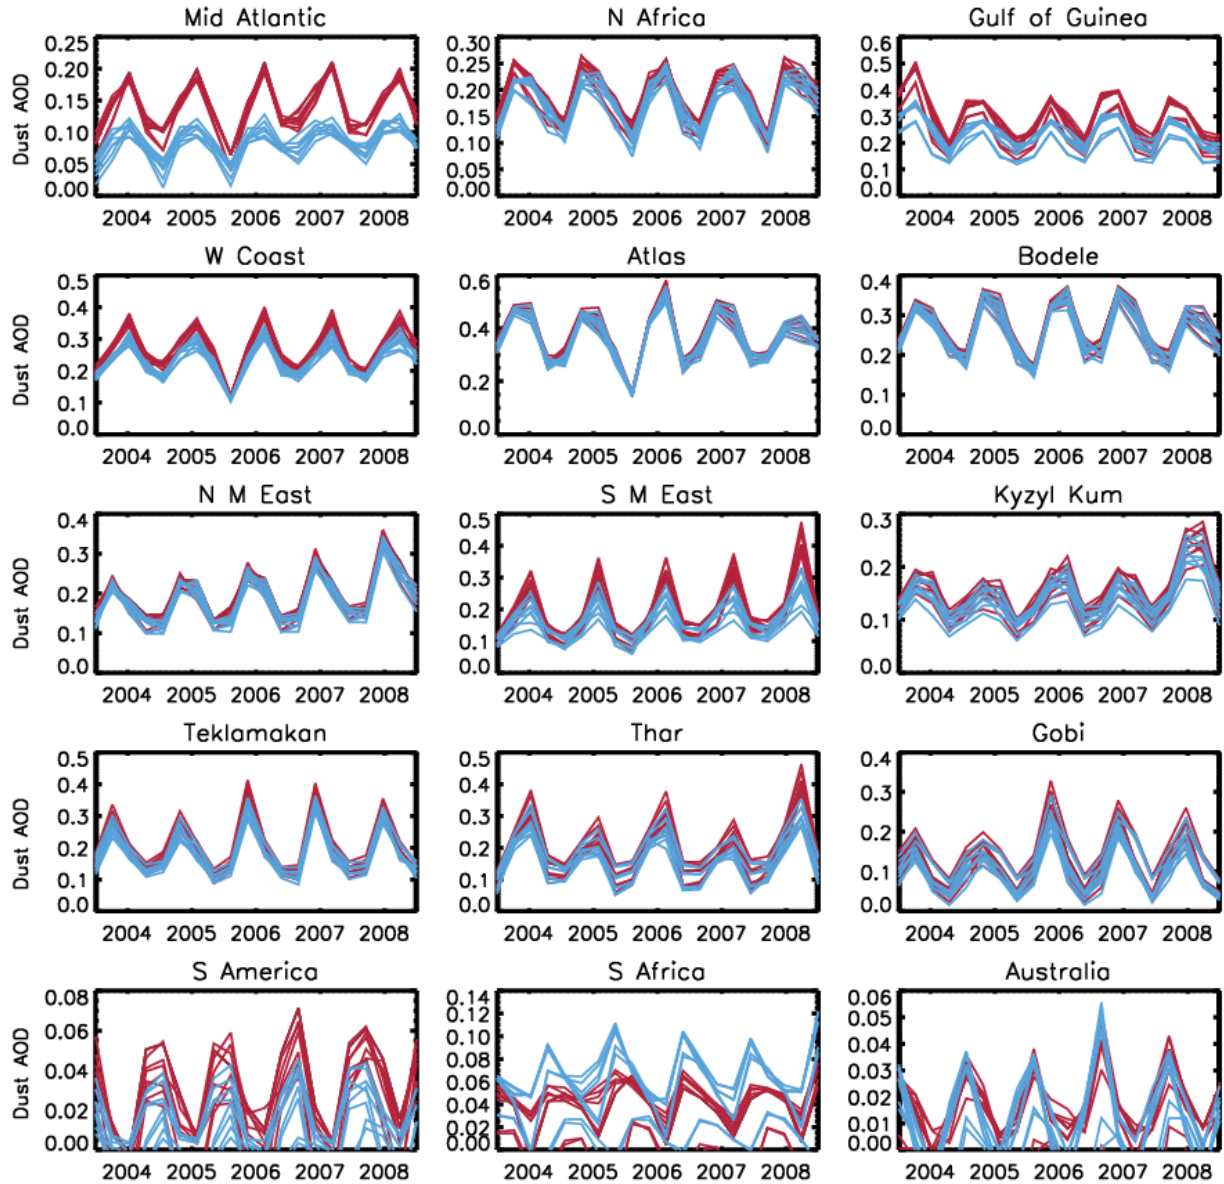 Mid Atlantic N Africa Gulf of Guinea
0.25 0.30 0.6
0.20 0.25 0.5
0.15 0.20 0.4
0.10 0.15 0.3
0.05 0.10 0.2
0.00 0.05 0.1
0.00 0.0
Dust AOD
2004 2005 2006 2007 2008 2004 2005 2006 2007 2008 2004 2005 2006 2007 2008
W Coast Atlas Bodele
0.5 0.6 0.4
0.4 0.4 0.3
0.3 0.2 0.2
0.2 0.1
0.1 0.0
0.0 0.0
Dust AOD
2004 2005 2006 2007 2008 2004 2005 2006 2007 2008 2004 2005 2006 2007 2008
N M East S M East Kyzyl Kum
0.4 0.5 0.3
0.3 0.4 0.2
0.2 0.3 0.1
0.1 0.2 0.0
0.0 0.1
0.0
Dust AOD
2004 2005 2006 2007 2008 2004 2005 2006 2007 2008 2004 2005 2006 2007 2008
Teklamakan Thar Gobi
0.5 0.5 0.4
0.4 0.4 0.3
0.3 0.3 0.2
0.2 0.2 0.1
0.1 0.1 0.0
0.0 0.0
Dust AOD
2004 2005 2006 2007 2008 2004 2005 2006 2007 2008 2004 2005 2006 2007 2008
S America S Africa Australia
0.08 0.14 0.06
0.06 0.12 0.05
0.04 0.10 0.04
0.02 0.08 0.03
0.00 0.06 0.02
0.04 0.01
0.02 0.00
0.00
Dust AOD
2004 2005 2006 2007 2008 2004 2005 2006 2007 2008 2004 2005 2006 2007 2008